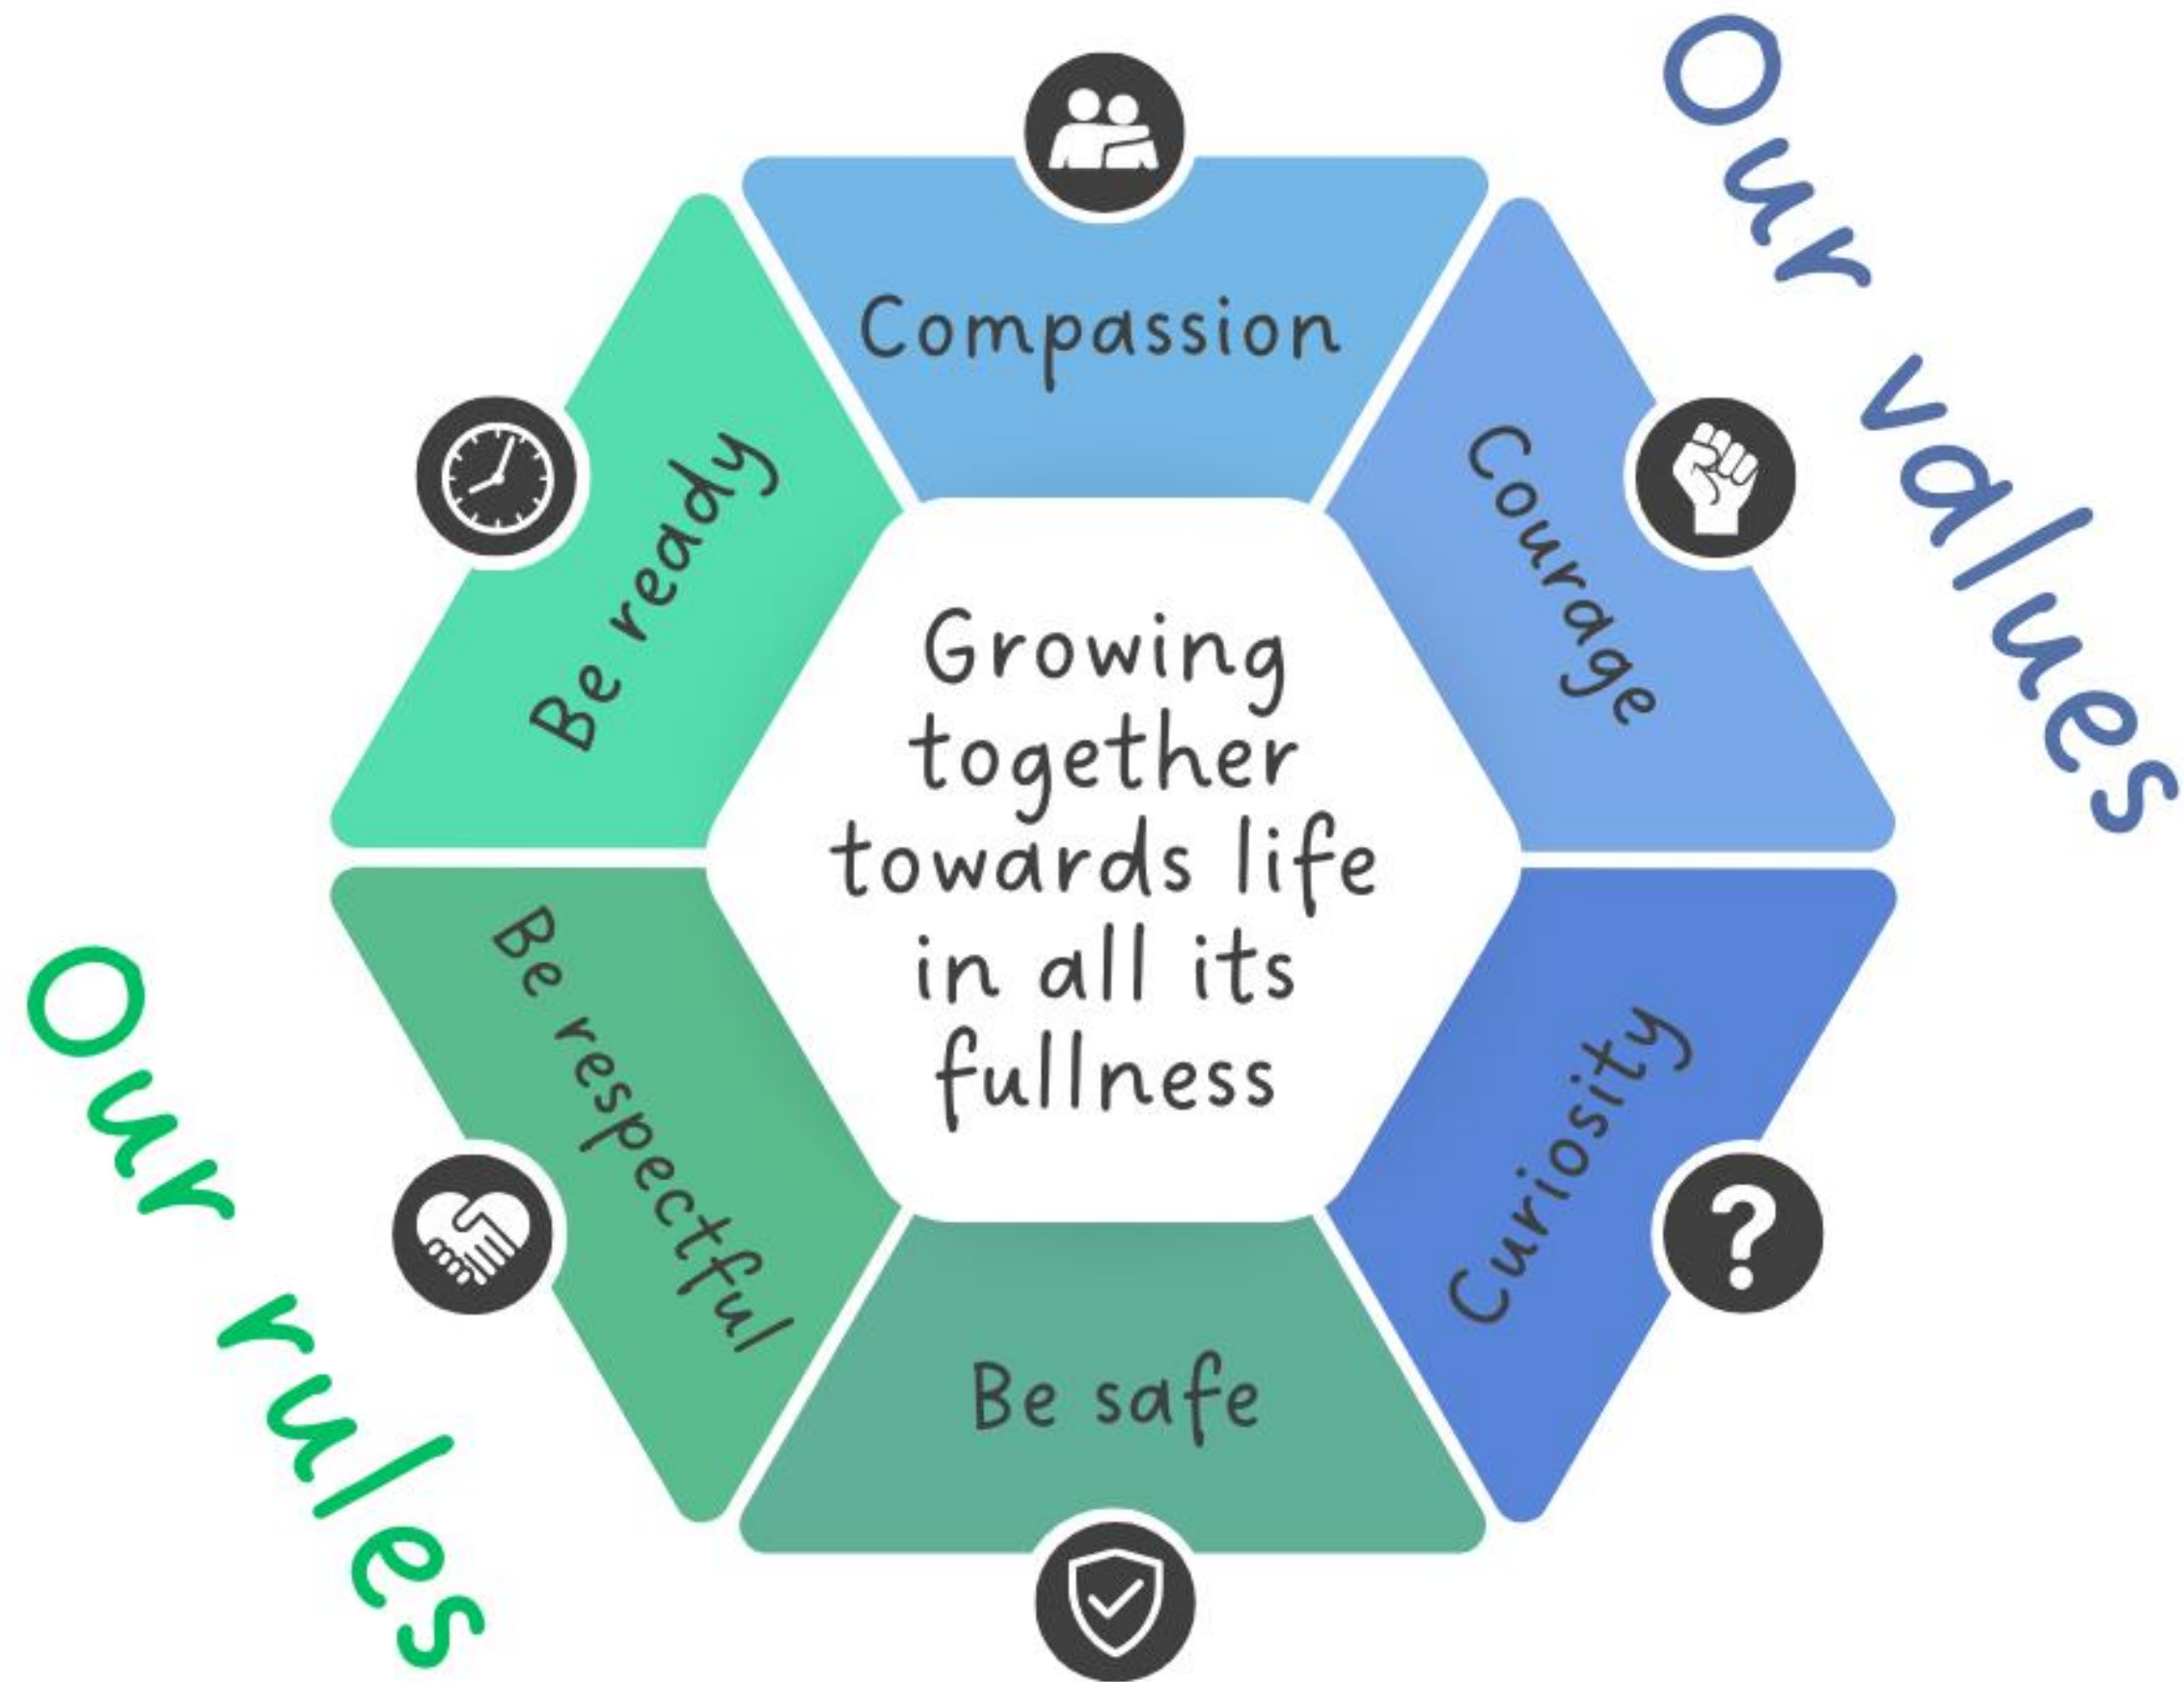 Our values
Compassion
Courage
Curiosity
Be safe
Be respectful
Be ready
Our rules
Growing
together
towards life
in all its
fullness